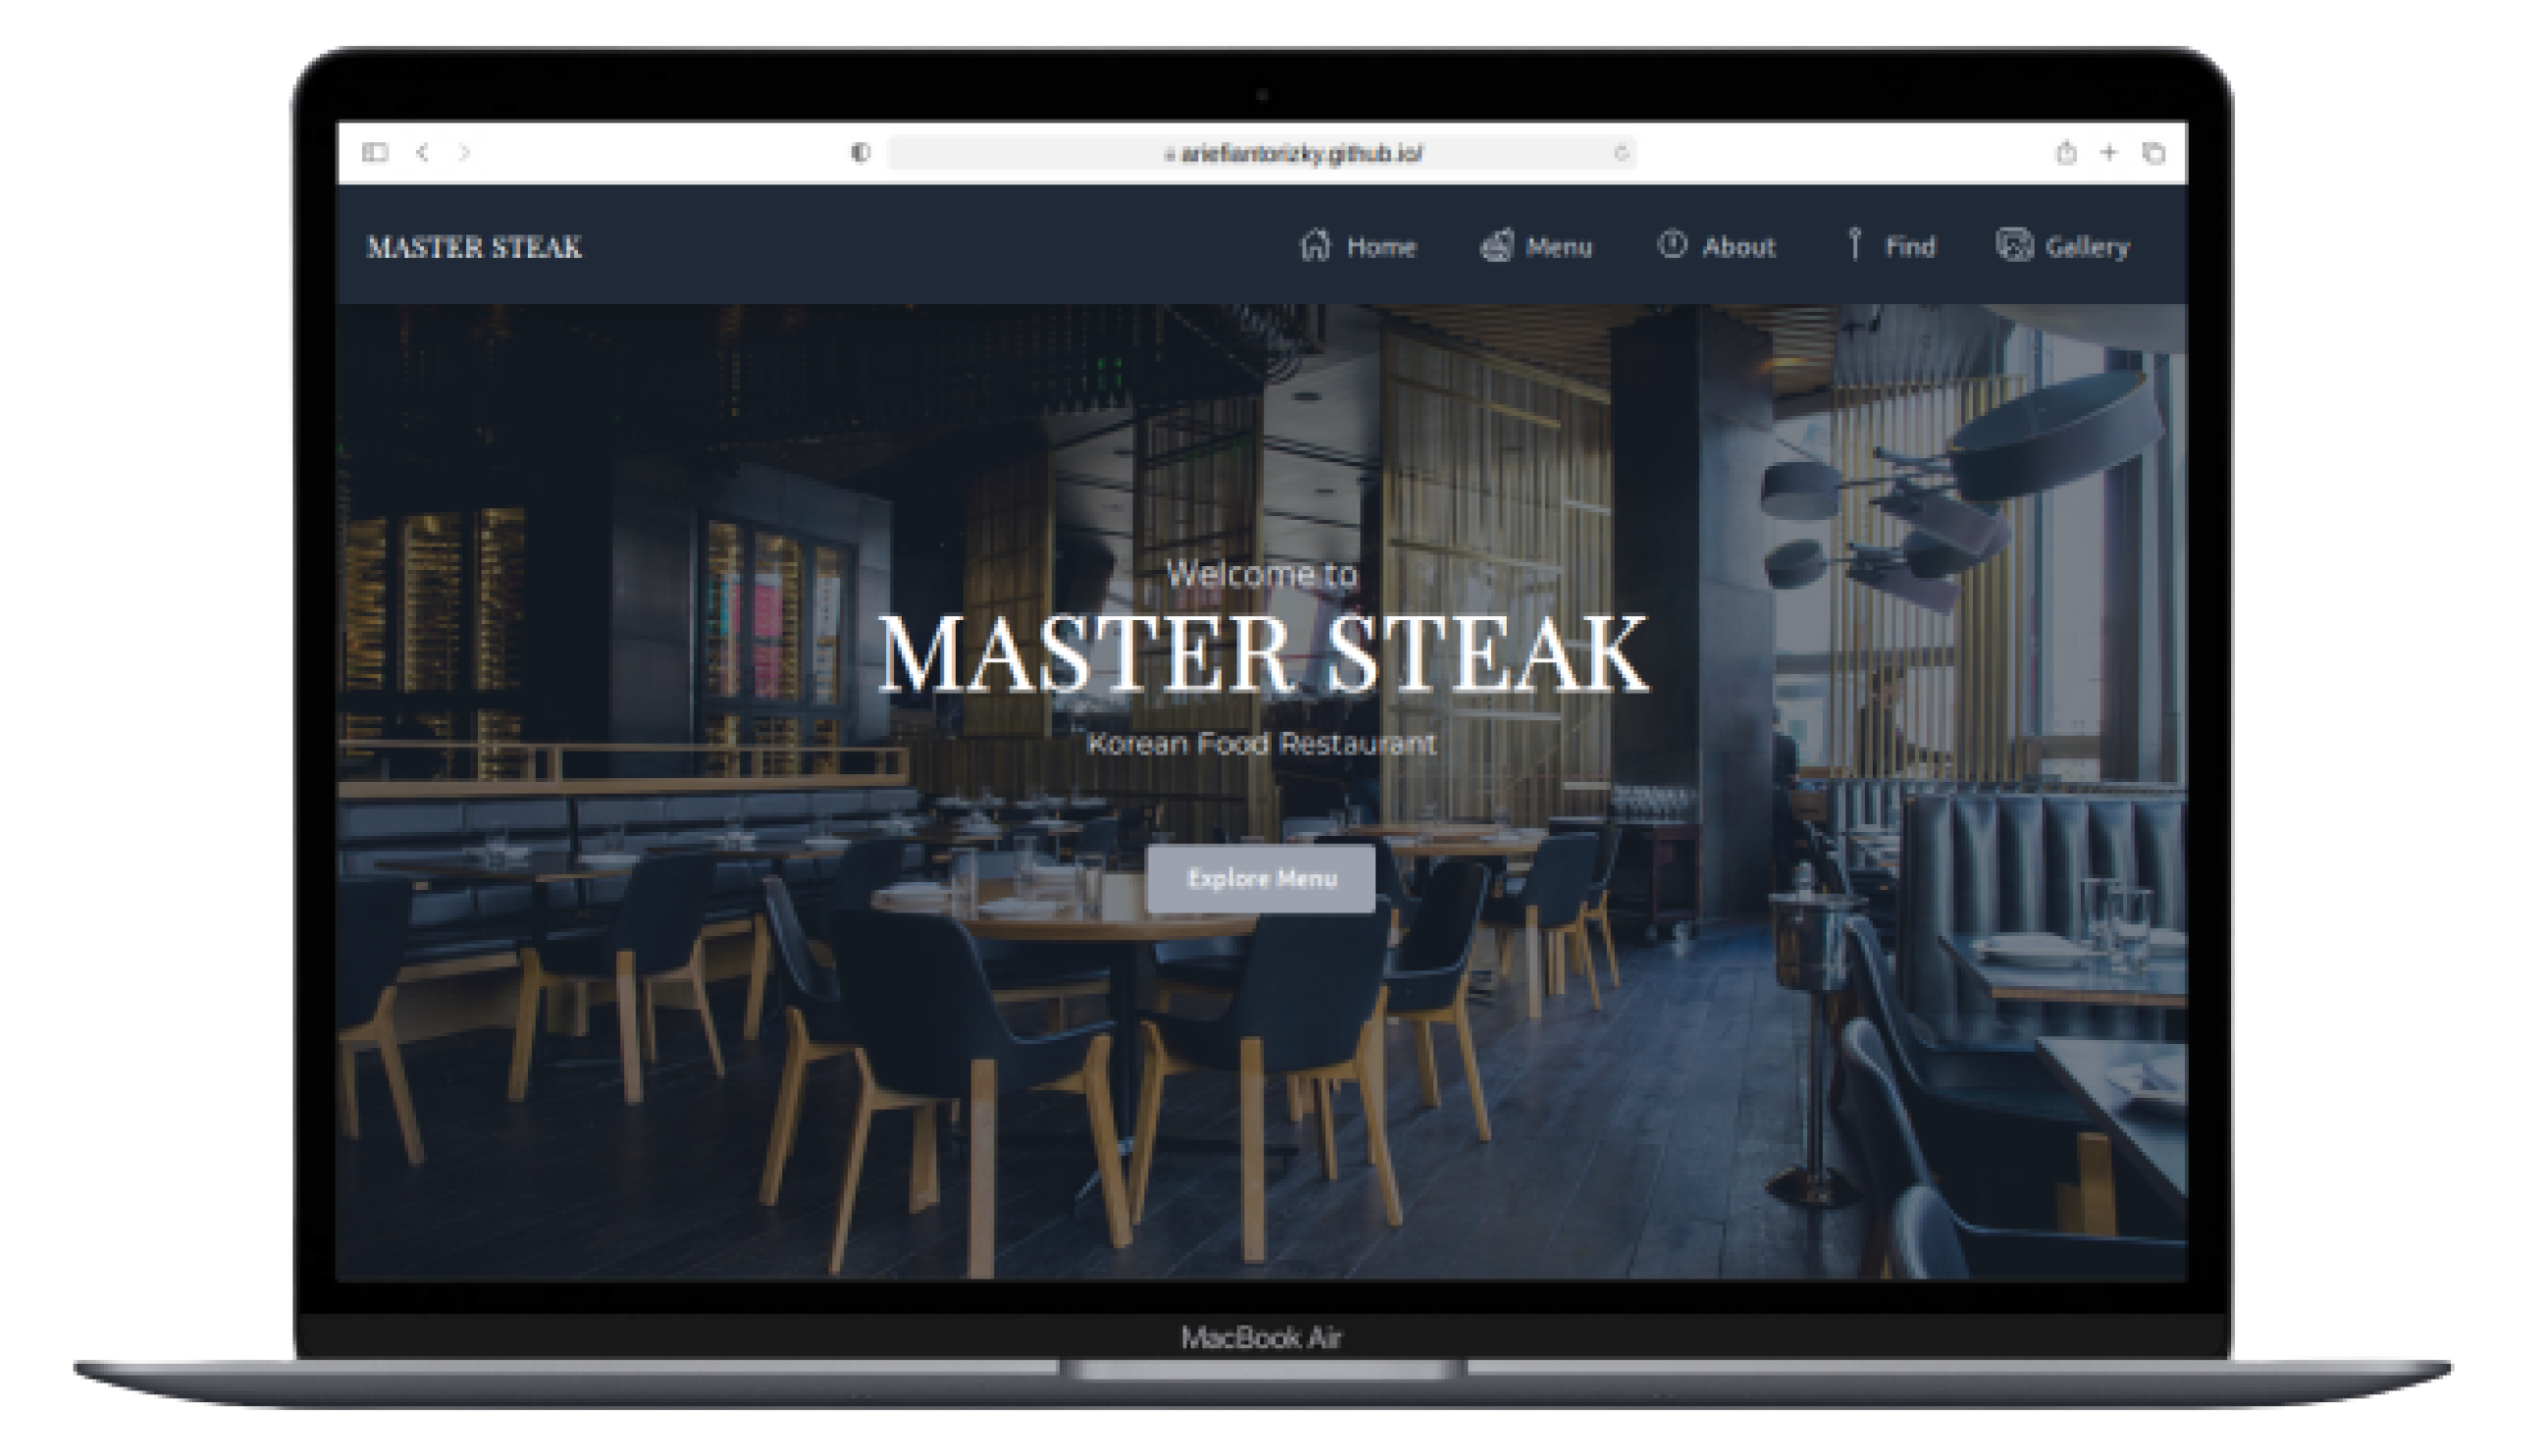 ariefiantorizky.github.io/
MASTER STEAK
Home Menu About Find Gallery
Welcome to
MASTER STEAK
Korean Food Restaurant
Explore Menu
MacBook Air